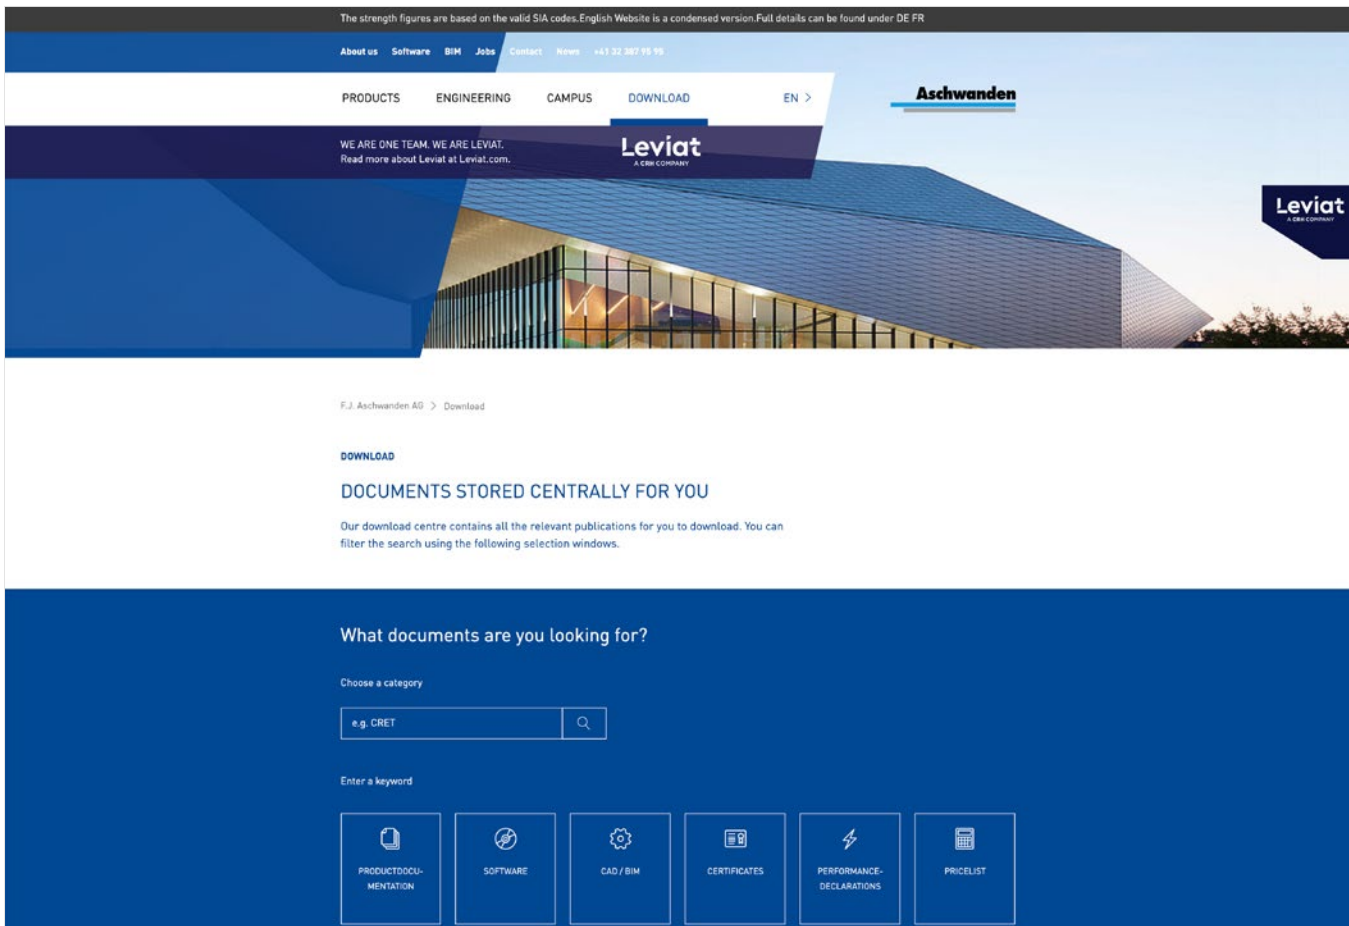 The strength figures are based on the valid SIA codes.English Website is a condensed version.Full details can be found under DE FR
About us Software BIM Jobs Contact News +41 32 387 95 95
PRODUCTS ENGINEERING CAMPUS DOWNLOAD EN >
Aschwanden
WE ARE ONE TEAM. WE ARE LEVIAT.
Read more about Leviat at Leviat.com.
Leviat
A CRH COMPANY
Leviat
A CRH COMPANY
F.J. Aschwanden AG > Download
DOWNLOAD
DOCUMENTS STORED CENTRALLY FOR YOU
Our download centre contains all the relevant publications for you to download. You can
filter the search using the following selection windows.
What documents are you looking for?
Choose a category
e.g. CRET
Enter a keyword
PRODUCTDOCU-
MENTATION
SOFTWARE
CAD / BIM
CERTIFICATES
PERFORMANCE-
DECLARATIONS
PRICELIST